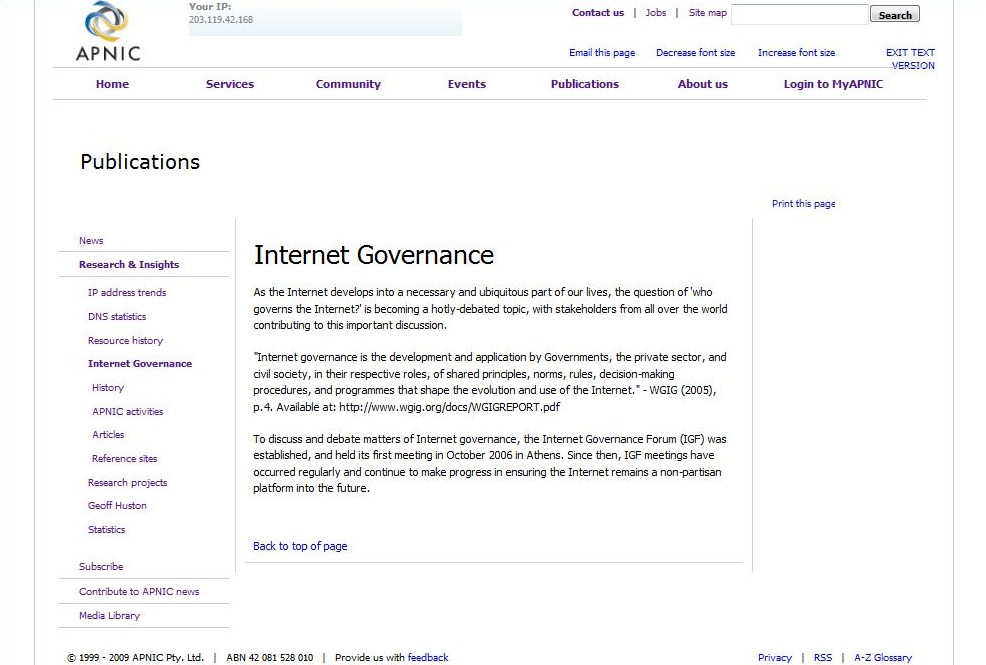 Your IP:
203.119.42.168
Contact us | Jobs | Site map
Search
APNIC
Email this page Decrease font size Increase font size EXIT TEXT
VERSION
Home Services Community Events Publications About us Login to MyAPNIC
Publications
Print this page
News
Research & Insights
IP address trends
DNS statistics
Resource history
Internet Governance
History
APNIC activities
Articles
Reference sites
Research projects
Geoff Huston
Statistics
Subscribe
Contribute to APNIC news
Media Library
Internet Governance
As the Internet develops into a necessary and ubiquitous part of our lives, the question of 'who
governs the Internet?' is becoming a hotly-debated topic, with stakeholders from all over the world
contributing to this important discussion.
"Internet governance is the development and application by Governments, the private sector, and
civil society, in their respective roles, of shared principles, norms, rules, decision-making
procedures, and programmes that shape the evolution and use of the Internet." - WGIG (2005),
p.4. Available at: http://www.wgig.org/docs/WGIGREPORT.pdf
To discuss and debate matters of Internet governance, the Internet Governance Forum (IGF) was
established, and held its first meeting in October 2006 in Athens. Since then, IGF meetings have
occurred regularly and continue to make progress in ensuring the Internet remains a non-partisan
platform into the future.
Back to top of page
© 1999 - 2009 APNIC Pty. Ltd. | ABN 42 081 528 010 | Provide us with feedback
Privacy | RSS | A-Z Glossary